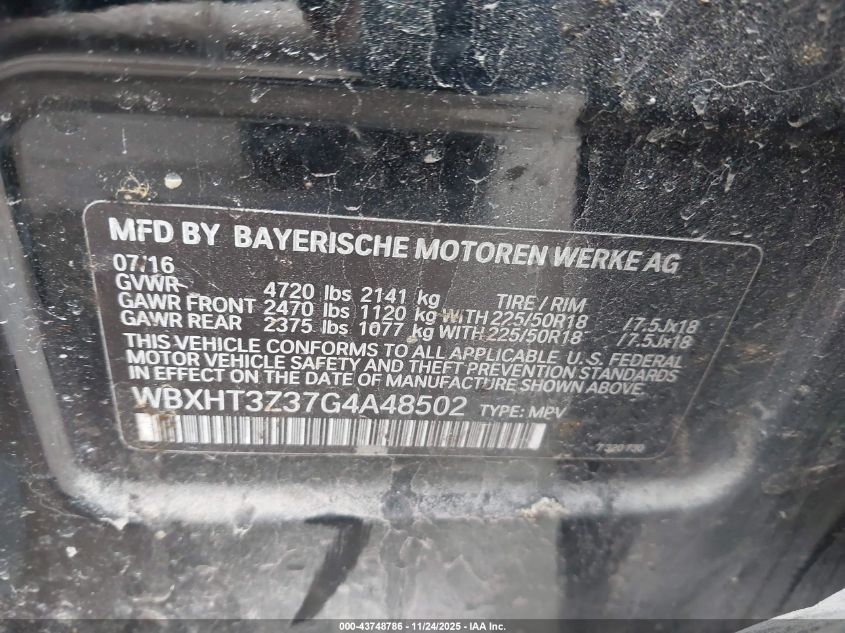 MFD BY BAYERISCHE MOTOREN WERKE AG
07/16
GVWR 4720 lbs 2141 kg TIRE / RIM
GAWR FRONT 2470 lbs 1120 kg WITH 225/50R18 /7.5Jx18
GAWR REAR 2375 lbs 1077 kg WITH 225/50R18 /7.5Jx18
THIS VEHICLE CONFORMS TO ALL APPLICABLE U.S. FEDERAL
MOTOR VEHICLE SAFETY AND THEFT PREVENTION STANDARDS
IN EFFECT ON THE DATE OF MANUFACTURE SHOWN ABOVE.
WBXHT3Z37G4A48502 TYPE: MPV
000-43748786 - 11/24/2025 - IAA Inc.